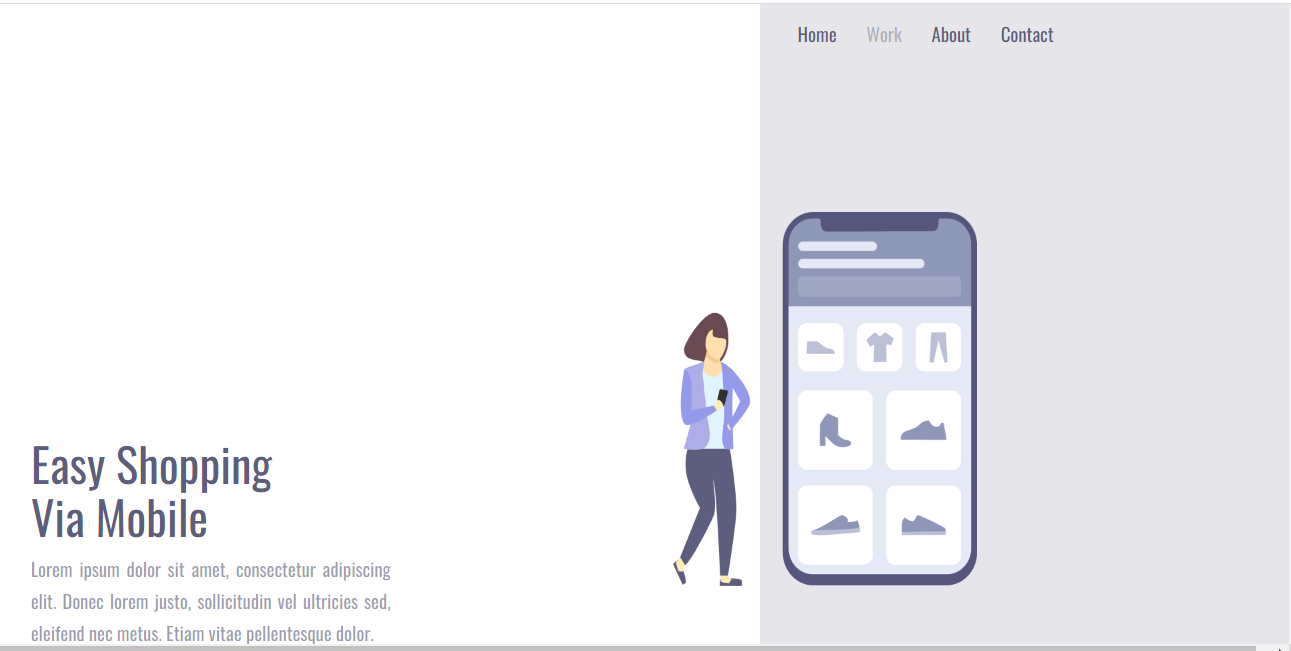 Home Work About Contact
Easy Shopping
Via Mobile
Lorem ipsum dolor sit amet, consectetur adipiscing
elit. Donec lorem justo, sollicitudin vel ultricies sed,
eleifend nec metus. Etiam vitae pellentesque dolor.